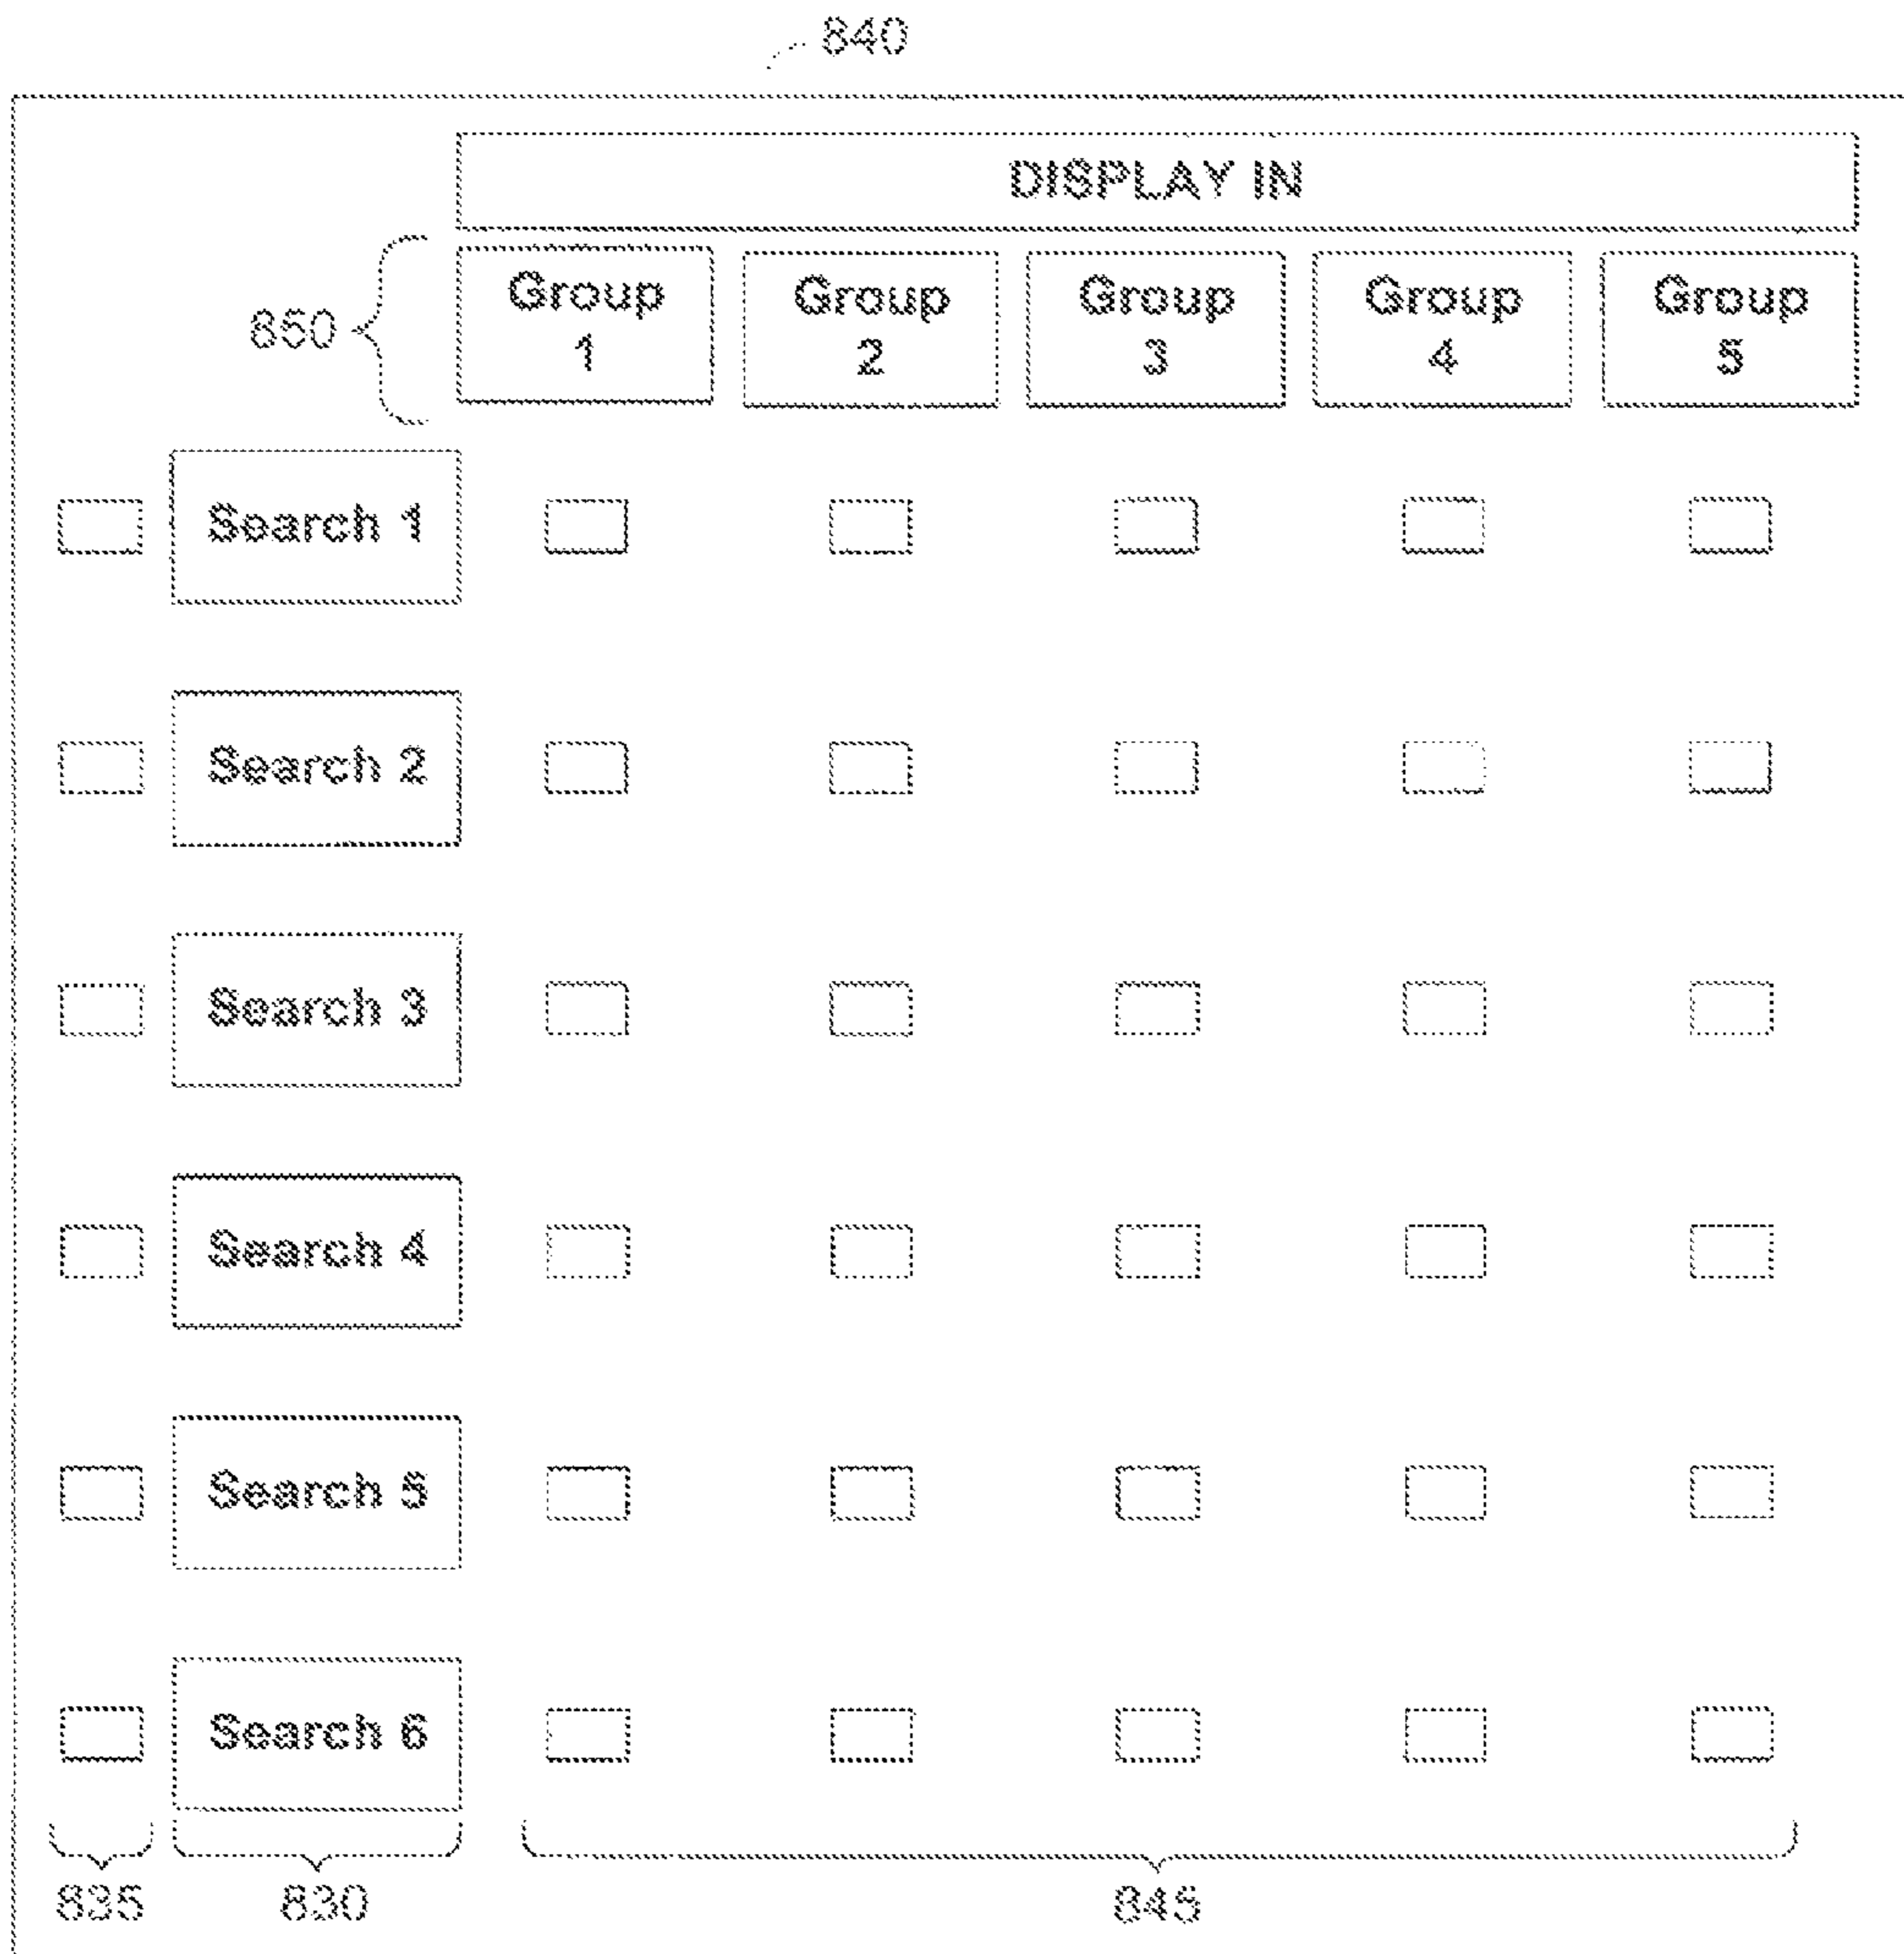 840
DISPLAY IN
850
Group 1
Group 2
Group 3
Group 4
Group 5
Search 1
Search 2
Search 3
Search 4
Search 5
Search 6
835
830
845